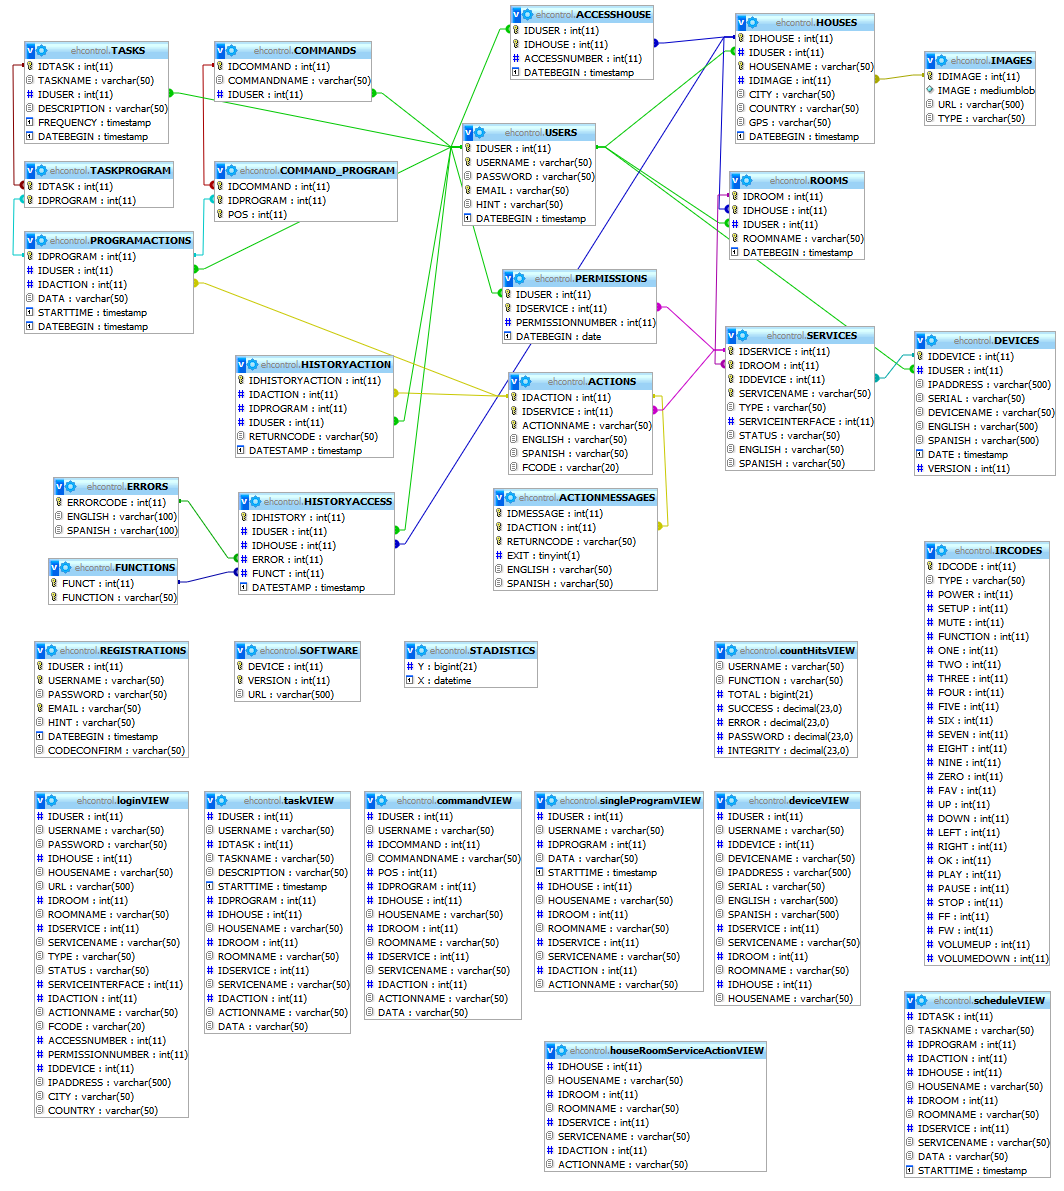 ehcontrol.ACCESSHOUSE
IDUSER : int(11)
IDHOUSE : int(11)
ACCESSNUMBER : int(11)
DATEBEGIN : timestamp
ehcontrol.HOUSES
IDHOUSE : int(11)
IDUSER : int(11)
HOUSENAME : varchar(50)
IDIMAGE : int(11)
CITY : varchar(50)
COUNTRY : varchar(50)
GPS : varchar(50)
DATEBEGIN : timestamp
ehcontrol.TASKS
IDTASK : int(11)
TASKNAME : varchar(50)
IDUSER : int(11)
DESCRIPTION : varchar(50)
FREQUENCY : timestamp
DATEBEGIN : timestamp
ehcontrol.COMMANDS
IDCOMMAND : int(11)
COMMANDNAME : varchar(50)
IDUSER : int(11)
ehcontrol.IMAGES
IDIMAGE : int(11)
IMAGE : mediumblob
URL : varchar(500)
TYPE : varchar(50)
ehcontrol.USERS
IDUSER : int(11)
USERNAME : varchar(50)
PASSWORD : varchar(50)
EMAIL : varchar(50)
HINT : varchar(50)
DATEBEGIN : timestamp
ehcontrol.TASKPROGRAM
IDTASK : int(11)
IDPROGRAM : int(11)
ehcontrol.COMMAND_PROGRAM
IDCOMMAND : int(11)
IDPROGRAM : int(11)
POS : int(11)
ehcontrol.ROOMS
IDROOM : int(11)
IDHOUSE : int(11)
IDUSER : int(11)
ROOMNAME : varchar(50)
DATEBEGIN : timestamp
ehcontrol.PROGRAMACTIONS
IDPROGRAM : int(11)
IDUSER : int(11)
IDACTION : int(11)
DATA : varchar(50)
STARTTIME : timestamp
DATEBEGIN : timestamp
ehcontrol.PERMISSIONS
IDUSER : int(11)
IDSERVICE : int(11)
PERMISSIONNUMBER : int(11)
DATEBEGIN : date
ehcontrol.SERVICES
IDSERVICE : int(11)
IDROOM : int(11)
IDDEVICE : int(11)
SERVICENAME : varchar(50)
TYPE : varchar(50)
SERVICEINTERFACE : int(11)
STATUS : varchar(50)
ENGLISH : varchar(50)
SPANISH : varchar(50)
ehcontrol.DEVICES
IDDEVICE : int(11)
IDUSER : int(11)
IPADDRESS : varchar(500)
SERIAL : varchar(50)
DEVICENAME : varchar(50)
ENGLISH : varchar(500)
SPANISH : varchar(500)
DATE : timestamp
VERSION : int(11)
ehcontrol.HISTORYACTION
IDHISTORYACTION : int(11)
IDACTION : int(11)
IDPROGRAM : int(11)
IDUSER : int(11)
RETURNCODE : varchar(50)
DATESTAMP : timestamp
ehcontrol.ACTIONS
IDACTION : int(11)
IDSERVICE : int(11)
ACTIONNAME : varchar(50)
ENGLISH : varchar(50)
SPANISH : varchar(50)
FCODE : varchar(20)
ehcontrol.ERRORS
ERRORCODE : int(11)
ENGLISH : varchar(100)
SPANISH : varchar(100)
ehcontrol.HISTORYACCESS
IDHISTORY : int(11)
IDUSER : int(11)
IDHOUSE : int(11)
ERROR : int(11)
FUNCT : int(11)
DATESTAMP : timestamp
ehcontrol.ACTIONMESSAGES
IDMESSAGE : int(11)
IDACTION : int(11)
RETURNCODE : varchar(50)
EXIT : tinyint(1)
ENGLISH : varchar(50)
SPANISH : varchar(50)
ehcontrol.FUNCTIONS
FUNCT : int(11)
FUNCTION : varchar(50)
ehcontrol.IRCODES
IDCODE : int(11)
TYPE : varchar(50)
POWER : int(11)
SETUP : int(11)
MUTE : int(11)
FUNCTION : int(11)
ONE : int(11)
TWO : int(11)
THREE : int(11)
FOUR : int(11)
FIVE : int(11)
SIX : int(11)
SEVEN : int(11)
EIGHT : int(11)
NINE : int(11)
ZERO : int(11)
FAV : int(11)
UP : int(11)
DOWN : int(11)
LEFT : int(11)
RIGHT : int(11)
OK : int(11)
PLAY : int(11)
PAUSE : int(11)
STOP : int(11)
FF : int(11)
FW : int(11)
VOLUMEUP : int(11)
VOLUMEDOWN : int(11)
ehcontrol.REGISTRATIONS
IDUSER : int(11)
USERNAME : varchar(50)
PASSWORD : varchar(50)
EMAIL : varchar(50)
HINT : varchar(50)
DATEBEGIN : timestamp
CODECONFIRM : varchar(50)
ehcontrol.SOFTWARE
DEVICE : int(11)
VERSION : int(11)
URL : varchar(500)
ehcontrol.STADISTICS
Y : bigint(21)
X : datetime
ehcontrol.countHitsVIEW
USERNAME : varchar(50)
FUNCTION : varchar(50)
TOTAL : bigint(21)
SUCCESS : decimal(23,0)
ERROR : decimal(23,0)
PASSWORD : decimal(23,0)
INTEGRITY : decimal(23,0)
ehcontrol.loginVIEW
IDUSER : int(11)
USERNAME : varchar(50)
PASSWORD : varchar(50)
IDHOUSE : int(11)
HOUSENAME : varchar(50)
URL : varchar(500)
IDROOM : int(11)
ROOMNAME : varchar(50)
IDSERVICE : int(11)
SERVICENAME : varchar(50)
TYPE : varchar(50)
STATUS : varchar(50)
SERVICEINTERFACE : int(11)
IDACTION : int(11)
ACTIONNAME : varchar(50)
FCODE : varchar(20)
ACCESSNUMBER : int(11)
PERMISSIONNUMBER : int(11)
IDDEVICE : int(11)
IPADDRESS : varchar(500)
CITY : varchar(50)
COUNTRY : varchar(50)
ehcontrol.taskVIEW
IDUSER : int(11)
USERNAME : varchar(50)
IDTASK : int(11)
TASKNAME : varchar(50)
DESCRIPTION : varchar(50)
STARTTIME : timestamp
IDPROGRAM : int(11)
IDHOUSE : int(11)
HOUSENAME : varchar(50)
IDROOM : int(11)
ROOMNAME : varchar(50)
IDSERVICE : int(11)
SERVICENAME : varchar(50)
IDACTION : int(11)
ACTIONNAME : varchar(50)
DATA : varchar(50)
ehcontrol.commandVIEW
IDUSER : int(11)
USERNAME : varchar(50)
IDCOMMAND : int(11)
COMMANDNAME : varchar(50)
POS : int(11)
IDPROGRAM : int(11)
IDHOUSE : int(11)
HOUSENAME : varchar(50)
IDROOM : int(11)
ROOMNAME : varchar(50)
IDSERVICE : int(11)
SERVICENAME : varchar(50)
IDACTION : int(11)
ACTIONNAME : varchar(50)
DATA : varchar(50)
ehcontrol.singleProgramVIEW
IDUSER : int(11)
USERNAME : varchar(50)
IDPROGRAM : int(11)
DATA : varchar(50)
STARTTIME : timestamp
IDHOUSE : int(11)
HOUSENAME : varchar(50)
IDROOM : int(11)
ROOMNAME : varchar(50)
IDSERVICE : int(11)
SERVICENAME : varchar(50)
IDACTION : int(11)
ACTIONNAME : varchar(50)
ehcontrol.deviceVIEW
IDUSER : int(11)
USERNAME : varchar(50)
IDDEVICE : int(11)
DEVICENAME : varchar(50)
IPADDRESS : varchar(500)
SERIAL : varchar(50)
ENGLISH : varchar(500)
SPANISH : varchar(500)
IDSERVICE : int(11)
SERVICENAME : varchar(50)
IDROOM : int(11)
ROOMNAME : varchar(50)
IDHOUSE : int(11)
HOUSENAME : varchar(50)
ehcontrol.scheduleVIEW
IDTASK : int(11)
TASKNAME : varchar(50)
IDPROGRAM : int(11)
IDACTION : int(11)
IDHOUSE : int(11)
HOUSENAME : varchar(50)
IDROOM : int(11)
ROOMNAME : varchar(50)
IDSERVICE : int(11)
SERVICENAME : varchar(50)
DATA : varchar(50)
STARTTIME : timestamp
ehcontrol.houseRoomServiceActionVIEW
IDHOUSE : int(11)
HOUSENAME : varchar(50)
IDROOM : int(11)
ROOMNAME : varchar(50)
IDSERVICE : int(11)
SERVICENAME : varchar(50)
IDACTION : int(11)
ACTIONNAME : varchar(50)